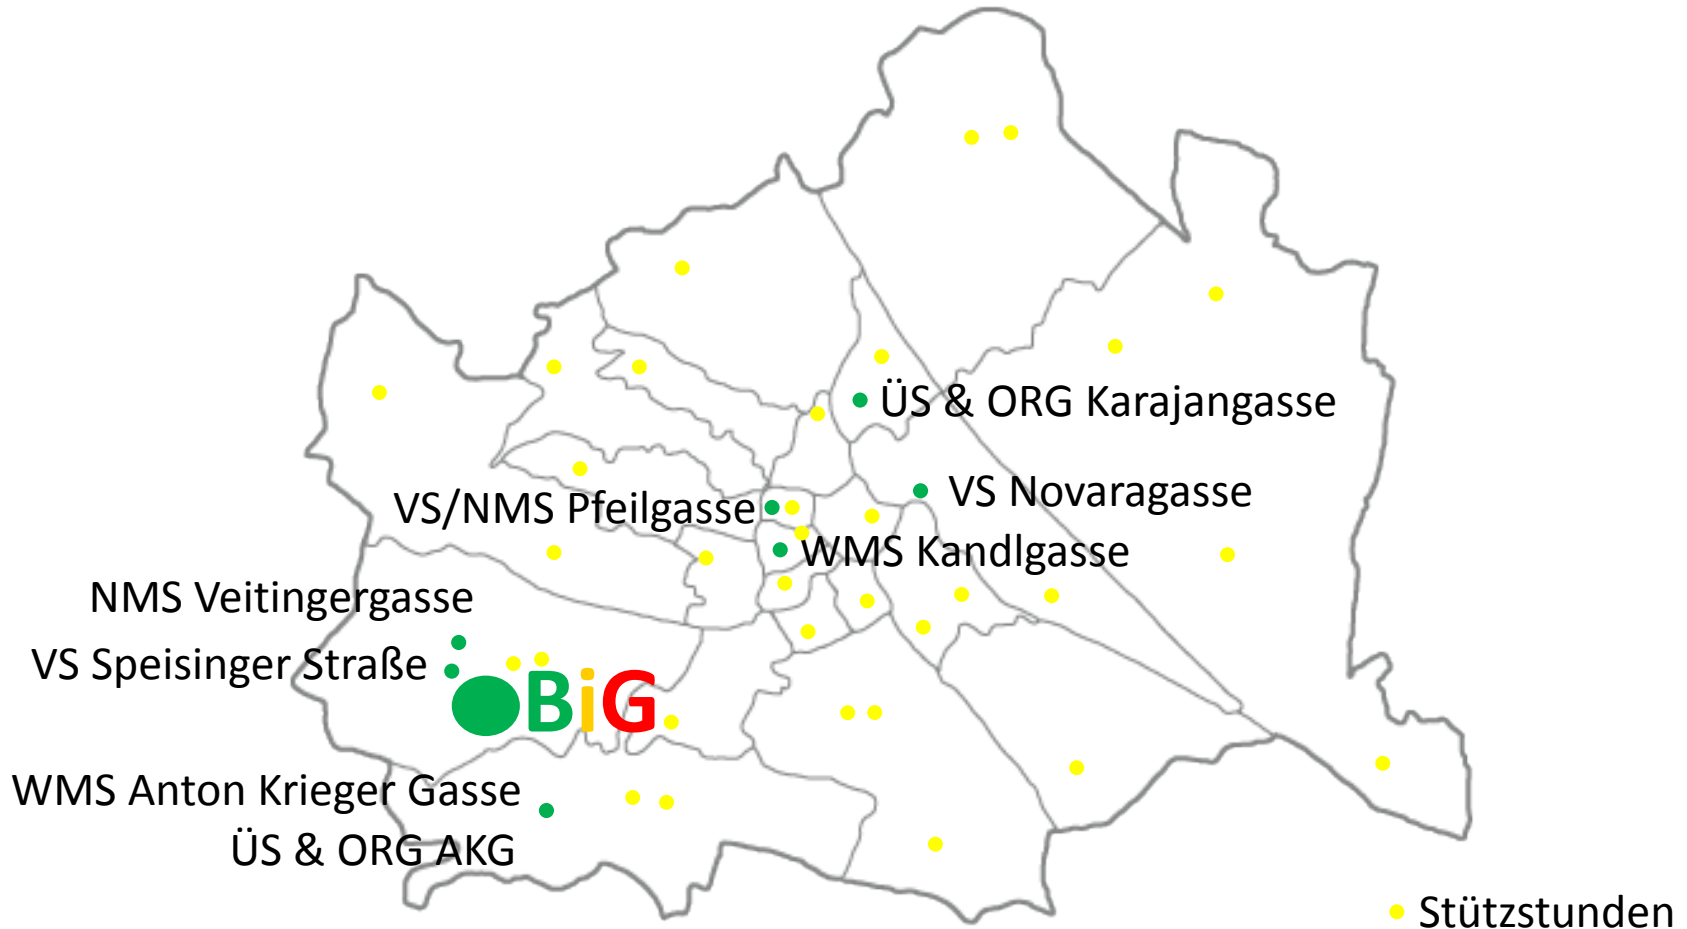 ÜS & ORG Karajangasse
VS Novaragasse
VS/NMS Pfeilgasse
WMS Kandlgasse
NMS Veitingergasse
VS Speisinger Straße
BiG
WMS Anton Krieger Gasse
ÜS & ORG AKG
Stützstunden